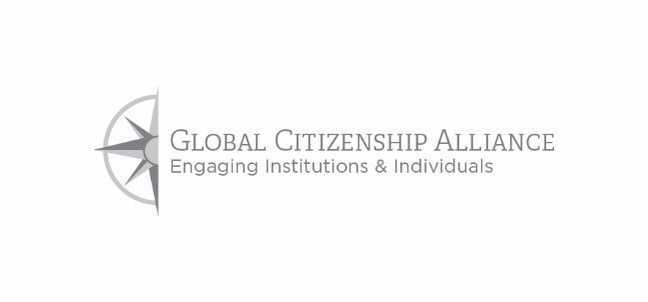 Global Citizenship Alliance
Engaging Institutions & Individuals